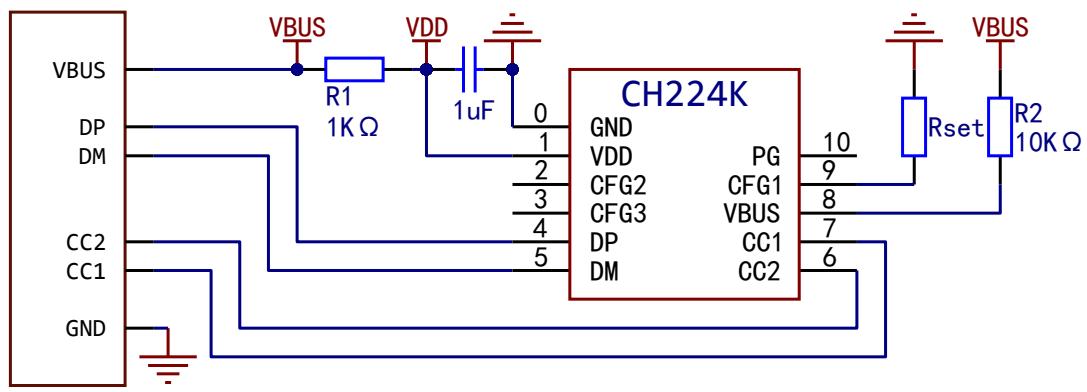 VBUS
VDD
VBUS
VBUS
R1
1KΩ
1uF
CH224K
Rset
R2
10KΩ
DP
DM
CC2
CC1
GND
0
GND
1
VDD
2
CFG2
3
CFG3
4
DP
5
DM
PG
10
CFG1
9
VBUS
8
CC1
7
CC2
6